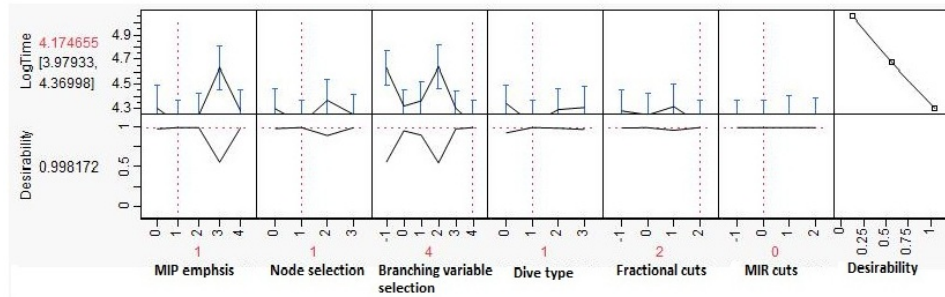 LogTime
4.174655
[3.97933,
4.36998]
4.9
4.7
4.5
4.3
Desirability
0.998172
1
0.5
0
0 1 2 3 4
0 1 2 3
-1 0 1 2 3 4
0 1 2 3
-1 0 1 2
-1 0 1 2
0 0.25 0.5 0.75 1
1 1 4 1 2 0
MIP emphsis
Node selection
Branching variable
selection
Dive type
Fractional cuts
MIR cuts
Desirability